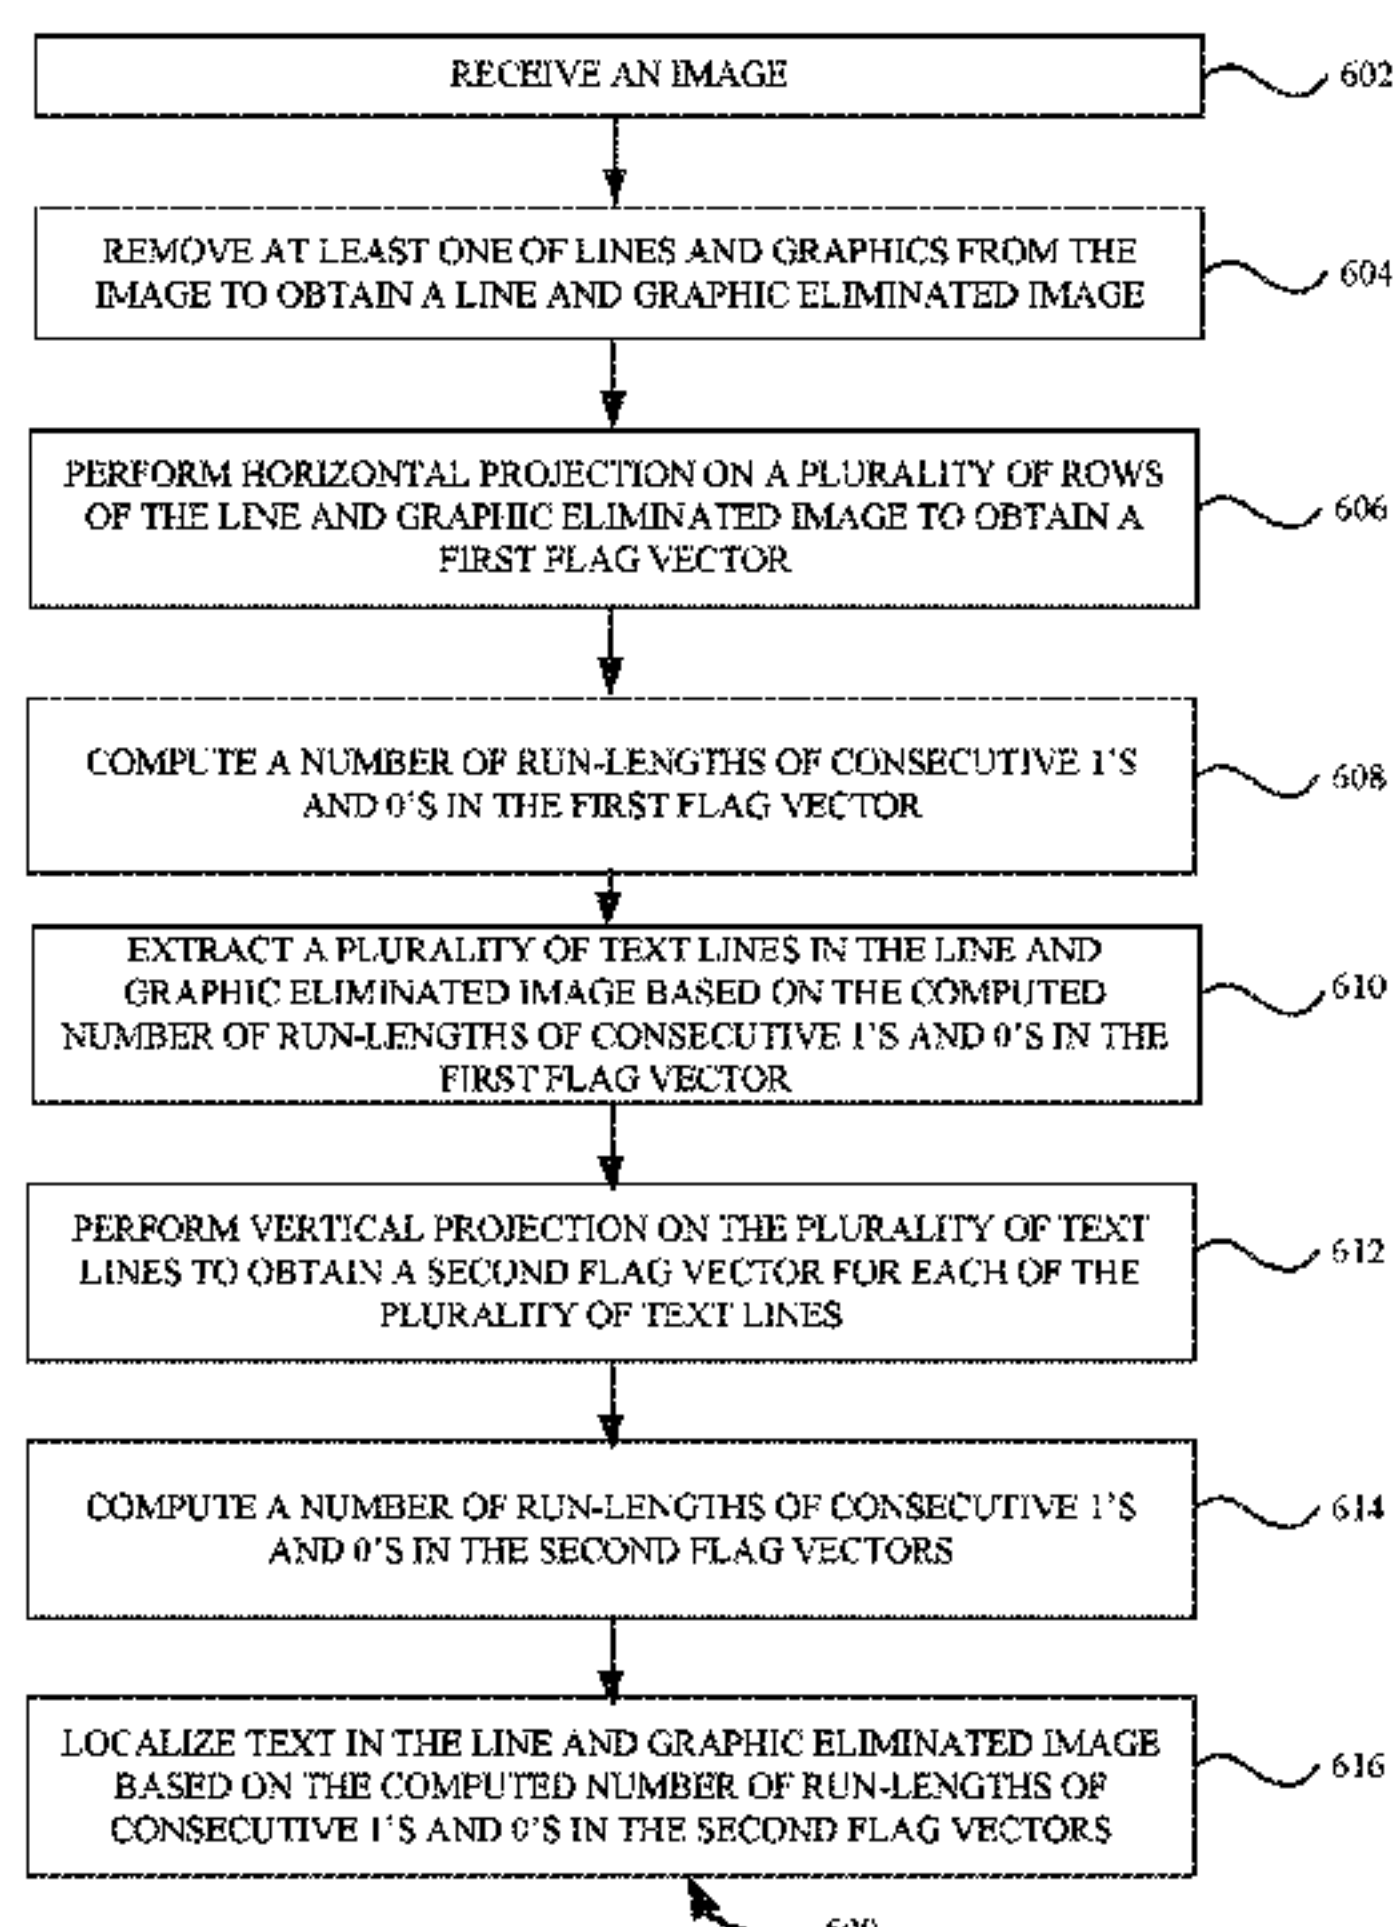 RECEIVE AN IMAGE
602
REMOVE AT LEAST ONE OF LINES AND GRAPHICS FROM THE
IMAGE TO OBTAIN A LINE AND GRAPHIC ELIMINATED IMAGE
604
PERFORM HORIZONTAL PROJECTION ON A PLURALITY OF ROWS
OF THE LINE AND GRAPHIC ELIMINATED IMAGE TO OBTAIN A
FIRST FLAG VECTOR
606
COMPUTE A NUMBER OF RUN-LENGTHS OF CONSECUTIVE 1'S
AND 0'S IN THE FIRST FLAG VECTOR
608
EXTRACT A PLURALITY OF TEXT LINES IN THE LINE AND
GRAPHIC ELIMINATED IMAGE BASED ON THE COMPUTED
NUMBER OF RUN-LENGTHS OF CONSECUTIVE 1'S AND 0'S IN THE
FIRST FLAG VECTOR
610
PERFORM VERTICAL PROJECTION ON THE PLURALITY OF TEXT
LINES TO OBTAIN A SECOND FLAG VECTOR FOR EACH OF THE
PLURALITY OF TEXT LINES
612
COMPUTE A NUMBER OF RUN-LENGTHS OF CONSECUTIVE 1'S
AND 0'S IN THE SECOND FLAG VECTORS
614
LOCALIZE TEXT IN THE LINE AND GRAPHIC ELIMINATED IMAGE
BASED ON THE COMPUTED NUMBER OF RUN-LENGTHS OF
CONSECUTIVE 1'S AND 0'S IN THE SECOND FLAG VECTORS
616